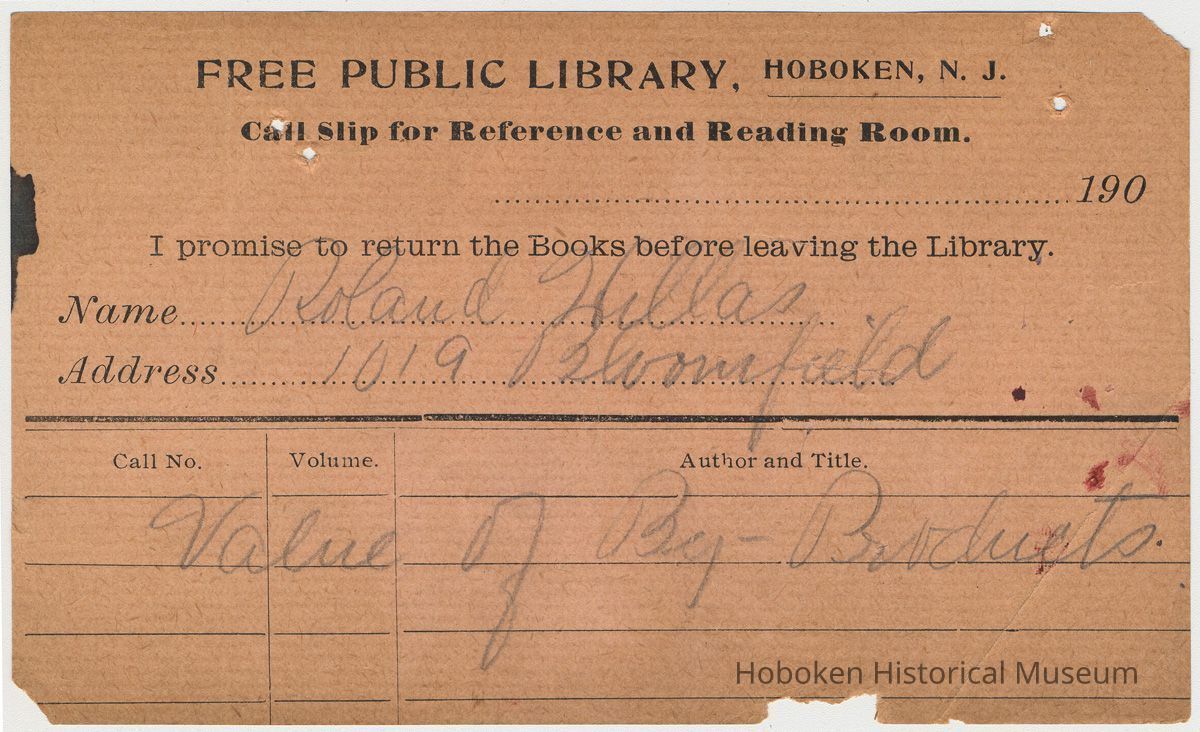 FREE PUBLIC LIBRARY, HOBOKEN, N. J.
Call Slip for Reference and Reading Room.
190
I promise to return the Books before leaving the Library.
Name Roland Hillas
Address 1019 Bloomfield
Call No. Volume. Author and Title.
Value of By-Products.
Hoboken Historical Museum